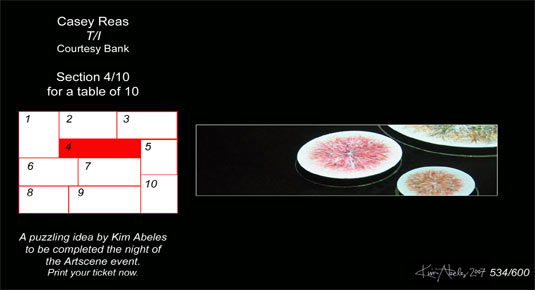 Casey Reas
T/I
Courtesy Bank
Section 4/10
for a table of 10
1
2
3
4
5
6
7
8
9
10
A puzzling idea by Kim Abeles
to be completed the night of
the Artscene event.
Print your ticket now.
Kim Abeles 2007 534/600